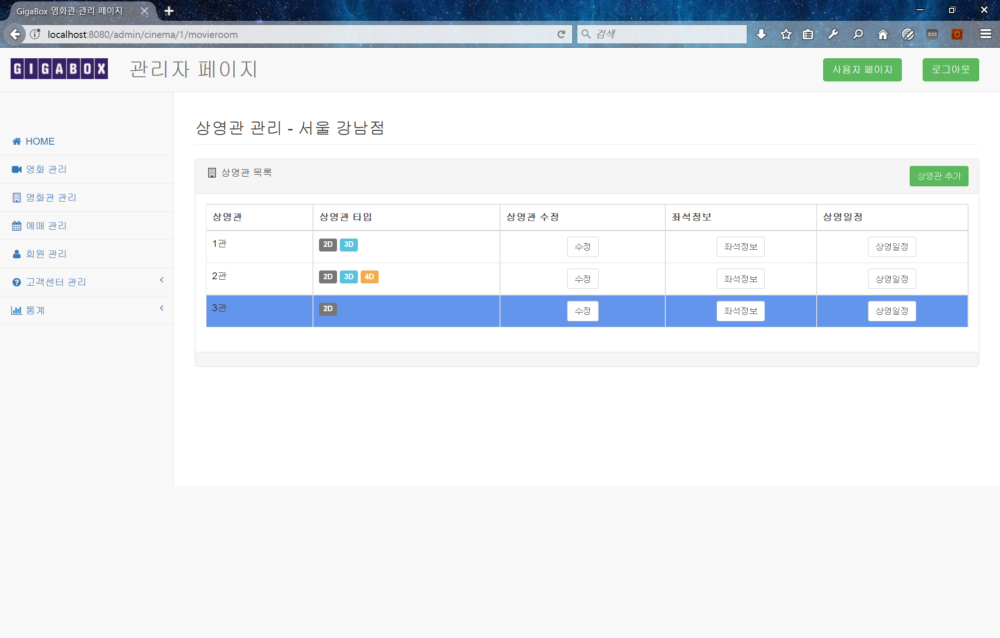 GigaBox 영화관 관리 페이지
localhost:8080/admin/cinema/1/movieroom
검색
GIGABOX 관리자 페이지 사용자 페이지 로그아웃
상영관 관리 - 서울 강남점
HOME
영화 관리
영화관 관리
예매 관리
회원 관리
고객센터 관리
통계
상영관 목록 상영관 추가
상영관 상영관 타입 상영관 수정 좌석정보 상영일정
1관 2D 3D 수정 좌석정보 상영일정
2관 2D 3D 4D 수정 좌석정보 상영일정
3관 2D 수정 좌석정보 상영일정